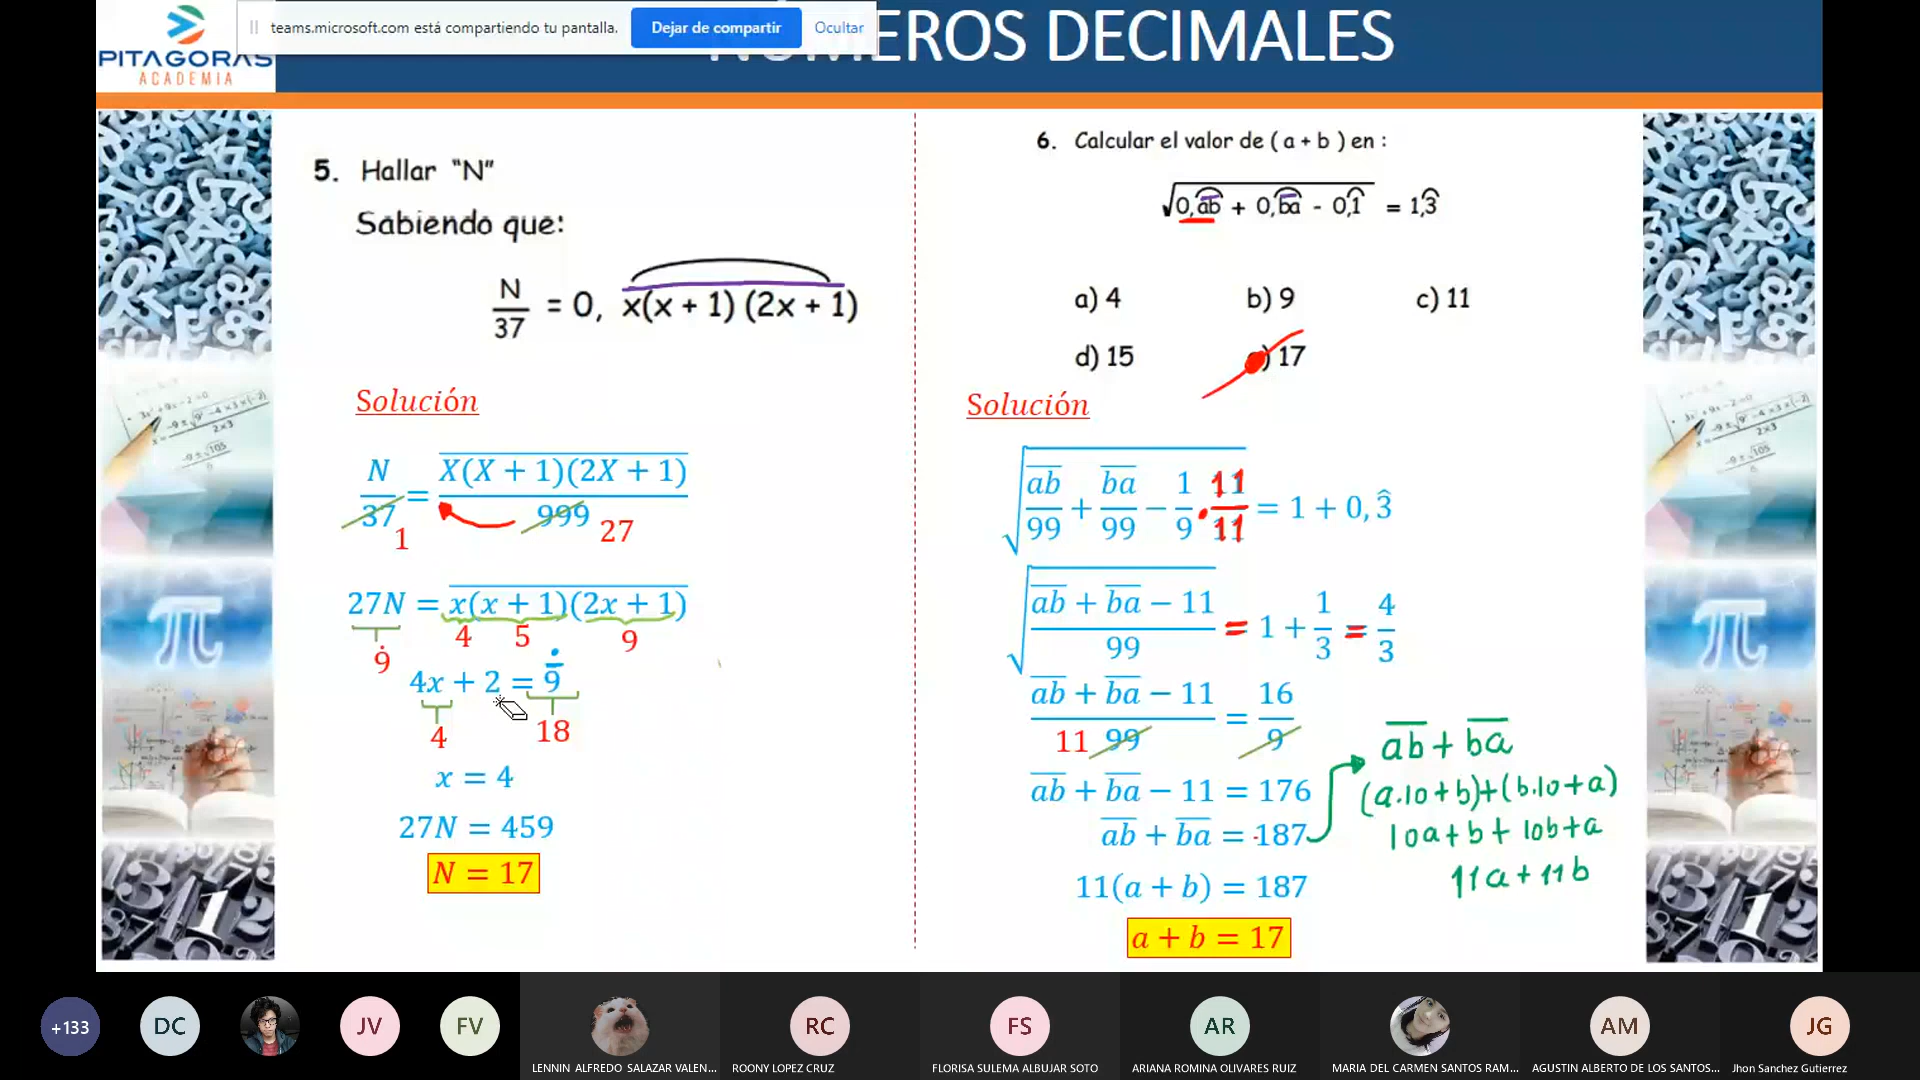 teams.microsoft.com está compartiendo tu pantalla.
Dejar de compartir
Ocultar
NÚMEROS DECIMALES
PITAGORAS
ACADEMIA
5. Hallar "N"
Sabiendo que:
N/37 = 0, x(x + 1) (2x + 1)
Solución
N/37 = X(X + 1)(2X + 1)/999
1 27
27N = x(x + 1)(2x + 1)
4 5 9
9
4x + 2 = 9
4 18
x = 4
27N = 459
N = 17
6. Calcular el valor de ( a + b ) en :
√0,ab + 0,ba - 0,1 = 1,3
a) 4 b) 9 c) 11
d) 15 ) 17
Solución
√ab/99 + ba/99 − 1/9 . 11/11 = 1 + 0,3̂
√ab + ba − 11/99 = 1 + 1/3 = 4/3
ab + ba − 11/99 = 16/9
11
ab + ba − 11 = 176
ab + ba = 187
11(a + b) = 187
a + b = 17
ab + ba
(a.10+b)+(b.10+a)
10a+b+10b+a
11a+11b
+133
DC
JV
FV
LENNIN ALFREDO SALAZAR VALEN...
RC
ROONY LOPEZ CRUZ
FS
FLORISA SULEMA ALBUJAR SOTO
AR
ARIANA ROMINA OLIVARES RUIZ
MARIA DEL CARMEN SANTOS RAM...
AM
AGUSTIN ALBERTO DE LOS SANTOS...
JG
Jhon Sanchez Gutierrez